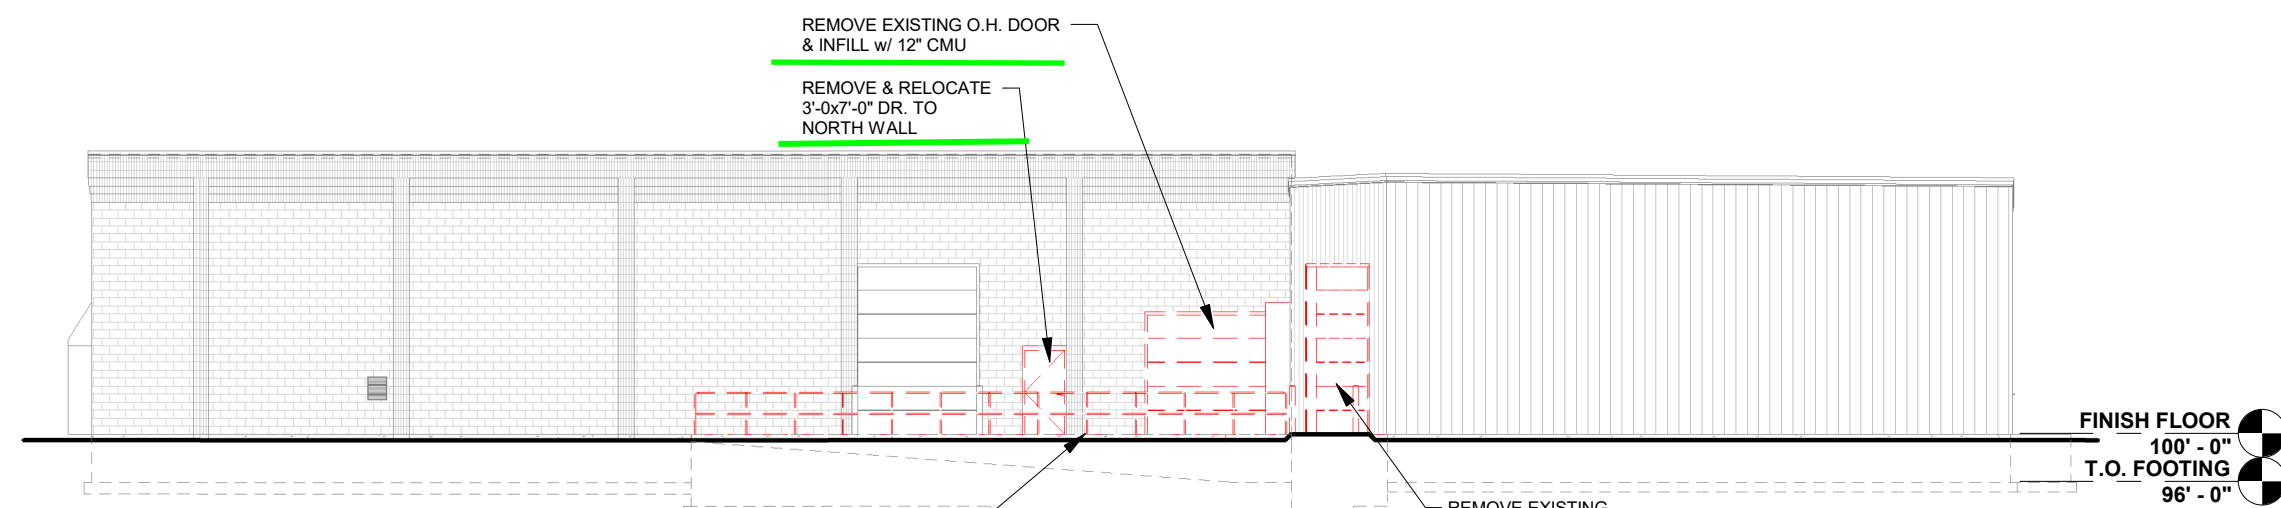 REMOVE EXISTING O.H. DOOR
& INFILL w/ 12" CMU
REMOVE & RELOCATE
3'-0x7'-0" DR. TO
NORTH WALL
FINISH FLOOR
100' - 0"
T.O. FOOTING
96' - 0"
REMOVE EXISTING